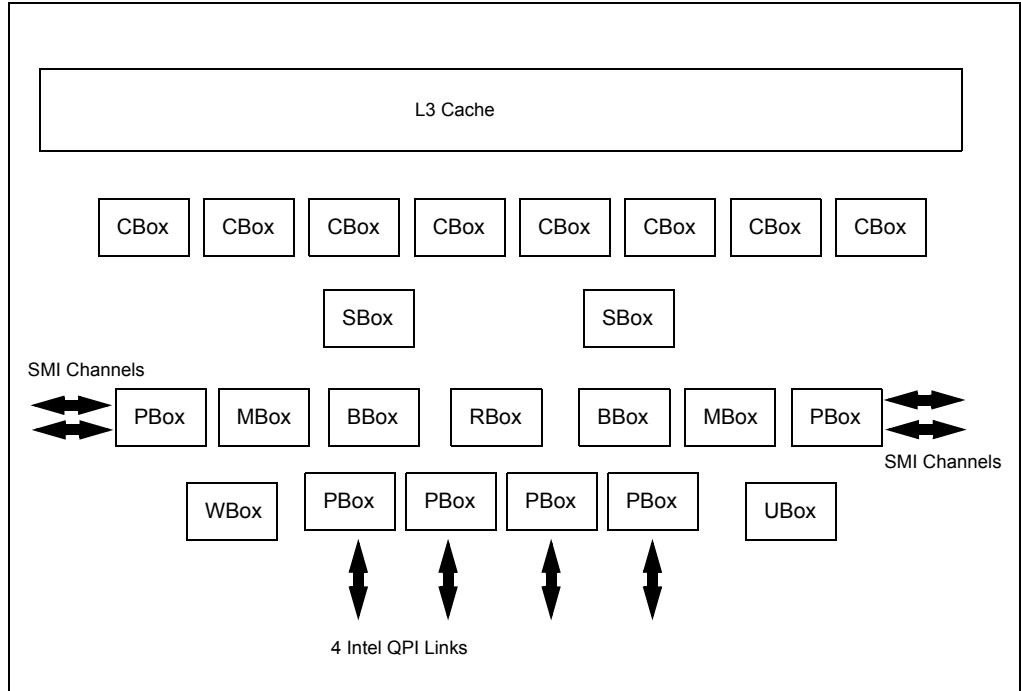 L3 Cache
CBox CBox CBox CBox CBox CBox CBox CBox
SBox SBox
SMI Channels
PBox MBox BBox RBox BBox MBox PBox
SMI Channels
WBox PBox PBox PBox PBox UBox
4 Intel QPI Links